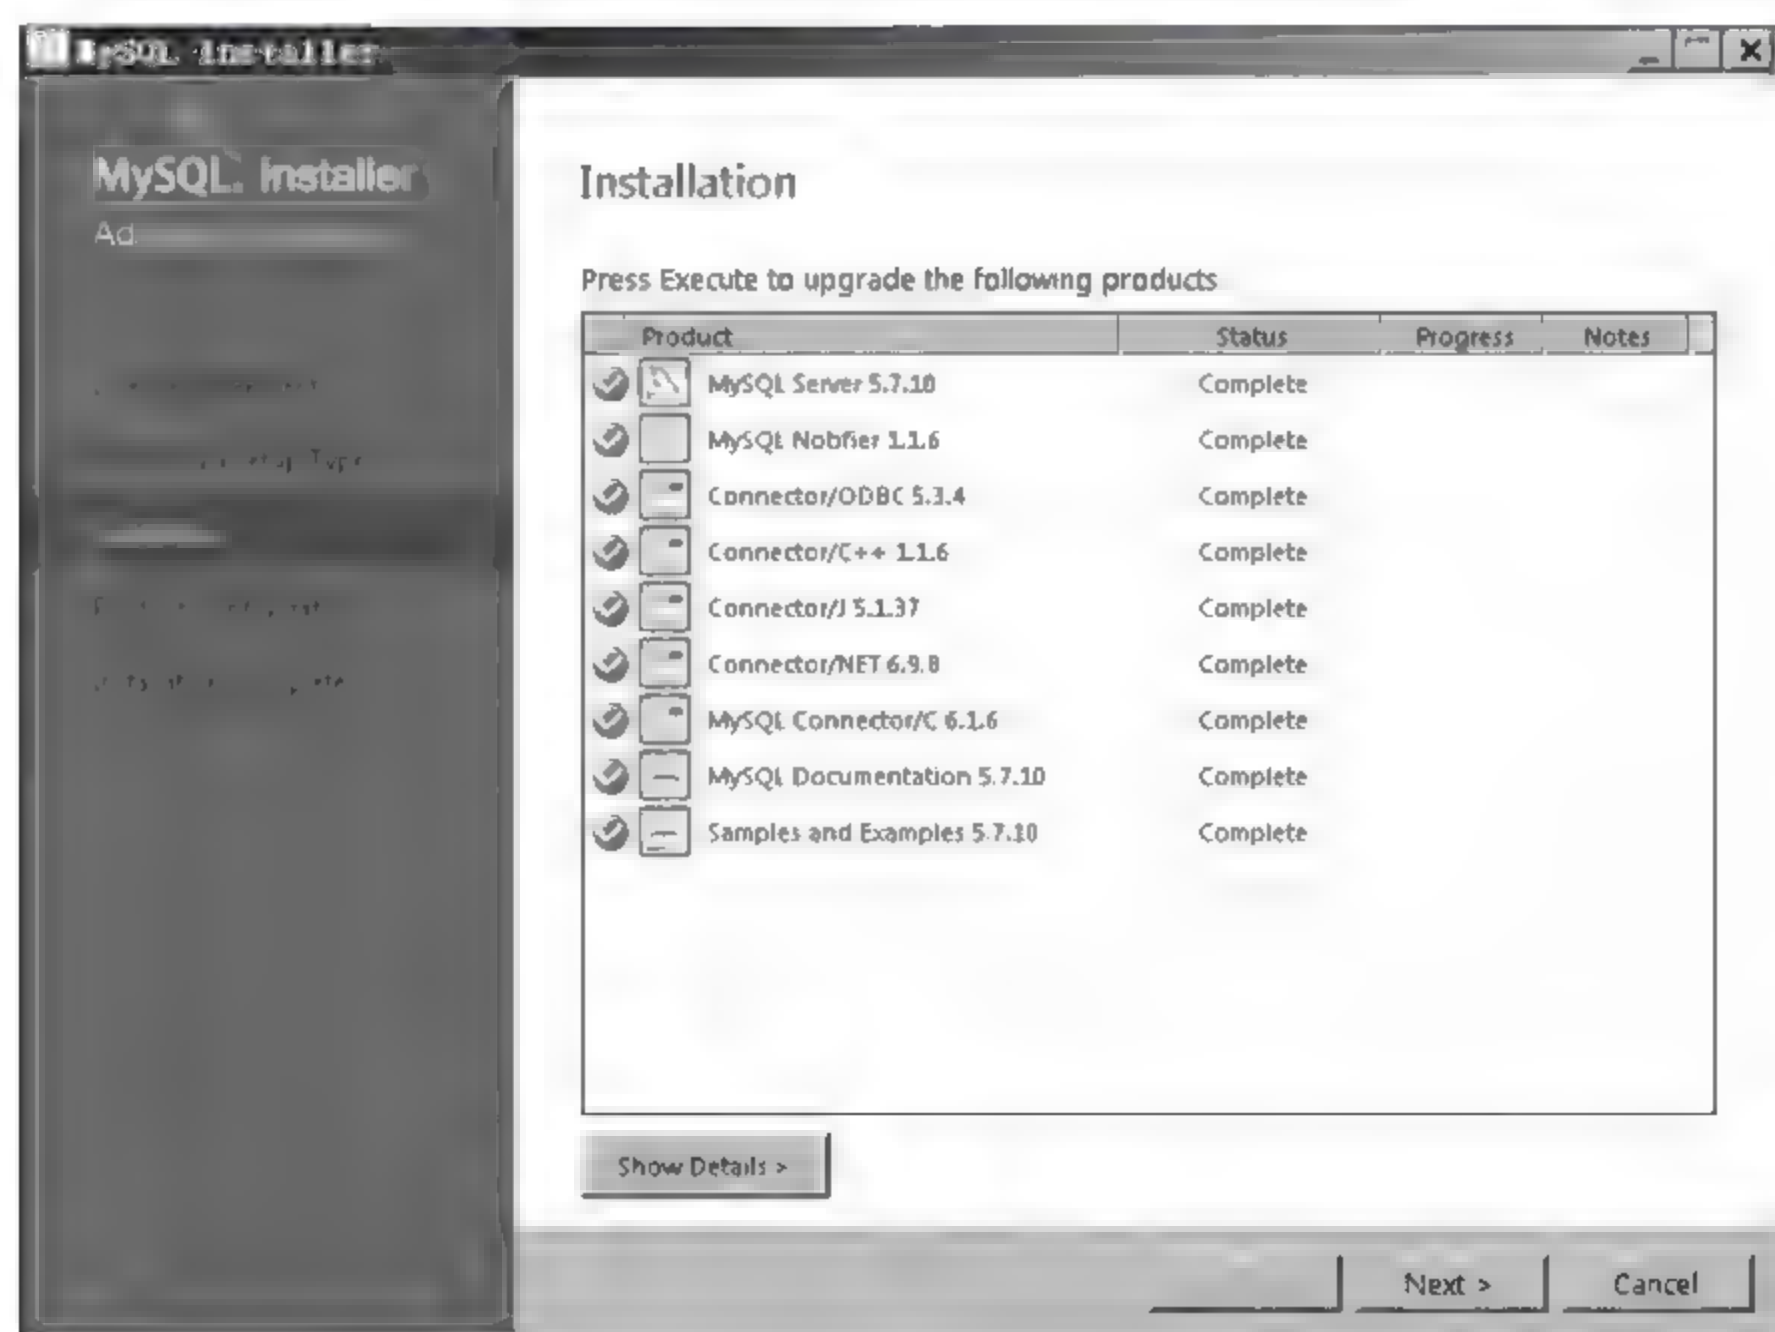 MySQL Installer
MySQL. Installer
Installation
Press Execute to upgrade the following products
Product Status Progress Notes
MySQL Server 5.7.10 Complete
MySQL Notifier 1.1.6 Complete
Connector/ODBC 5.3.4 Complete
Connector/C++ 1.1.6 Complete
Connector/J 5.1.37 Complete
Connector/NET 6.9.8 Complete
MySQL Connector/C 6.1.6 Complete
MySQL Documentation 5.7.10 Complete
Samples and Examples 5.7.10 Complete
Show Details >
Next > Cancel